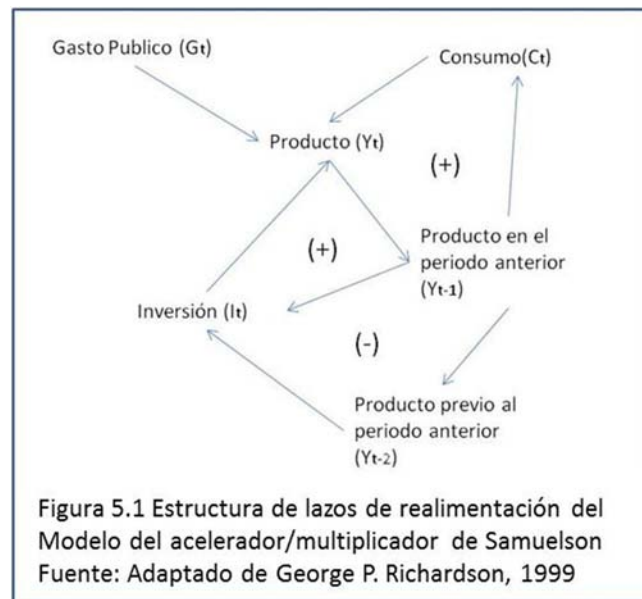 Gasto Publico (Gt)
Consumo(Ct)
Producto (Yt)
(+)
(+)
Producto en el
periodo anterior
(Yt-1)
Inversión (It)
(-)
Producto previo al
periodo anterior
(Yt-2)
Figura 5.1 Estructura de lazos de realimentación del
Modelo del acelerador/multiplicador de Samuelson
Fuente: Adaptado de George P. Richardson, 1999